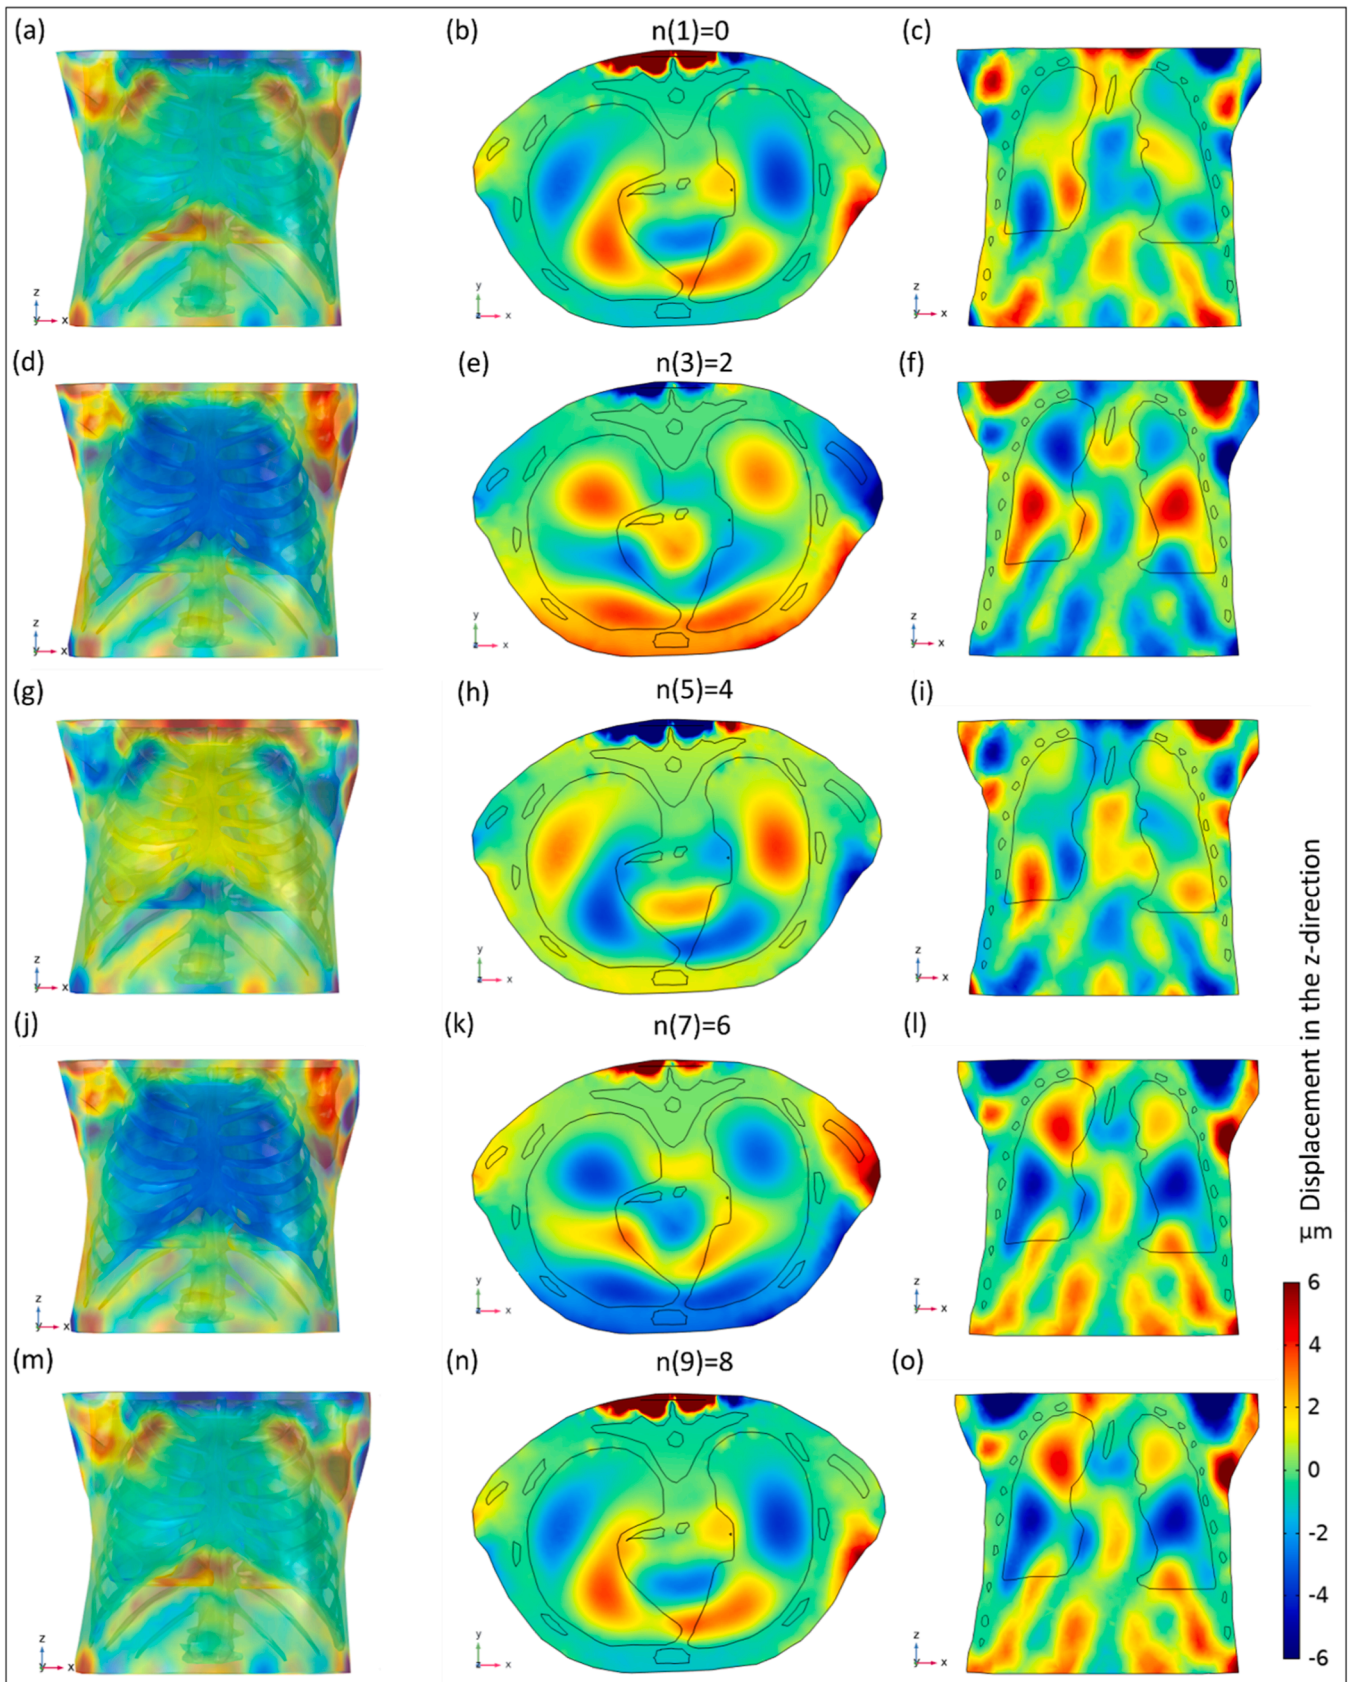 (a)
(b)
n(1)=0
(c)
z
y x
y
z x
z
y x
(d)
(e)
n(3)=2
(f)
z
y x
y
z x
z
y x
(g)
(h)
n(5)=4
(i)
z
y x
y
z x
z
y x
(j)
(k)
n(7)=6
(l)
z
y x
y
z x
z
y x
(m)
(n)
n(9)=8
(o)
z
y x
y
z x
z
y x
Displacement in the z-direction
μm
6
4
2
0
-2
-4
-6